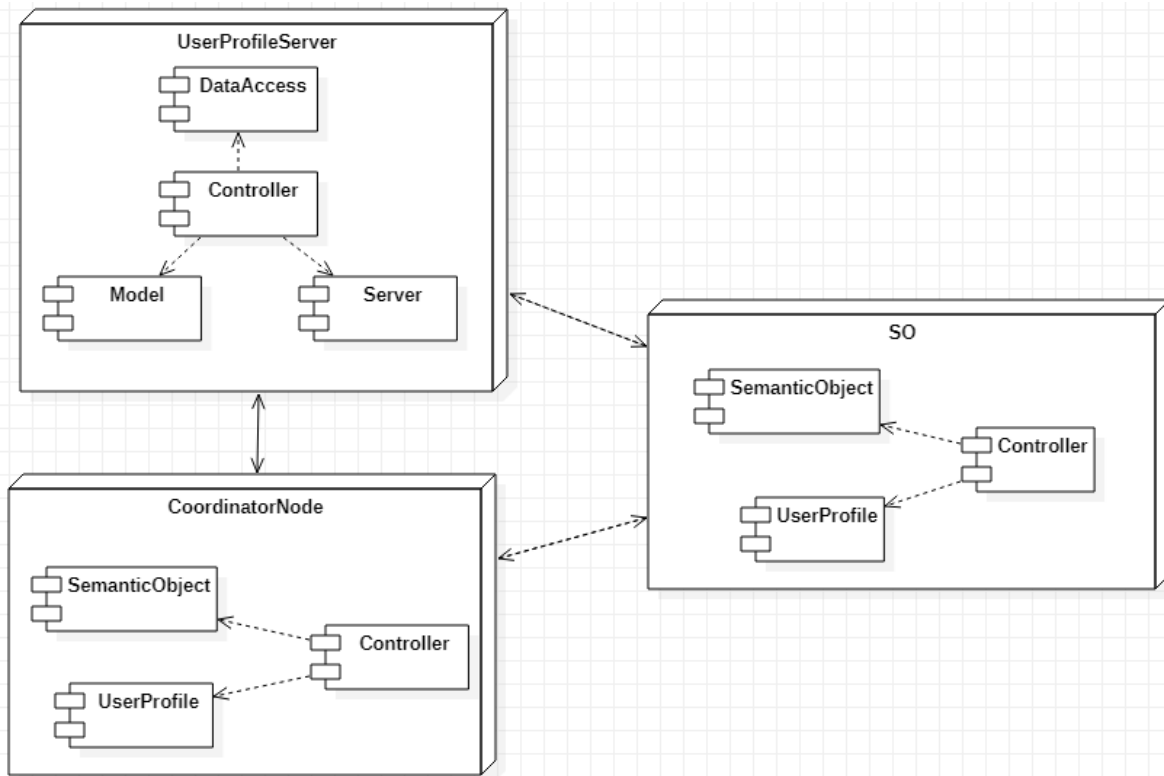 UserProfileServer
DataAccess
Controller
Model
Server
SO
SemanticObject
Controller
UserProfile
CoordinatorNode
SemanticObject
Controller
UserProfile